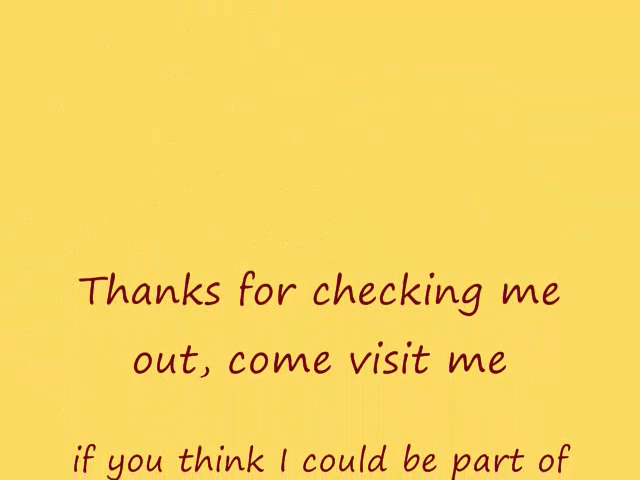 Thanks for checking me
out, come visit me
if you think I could be part of